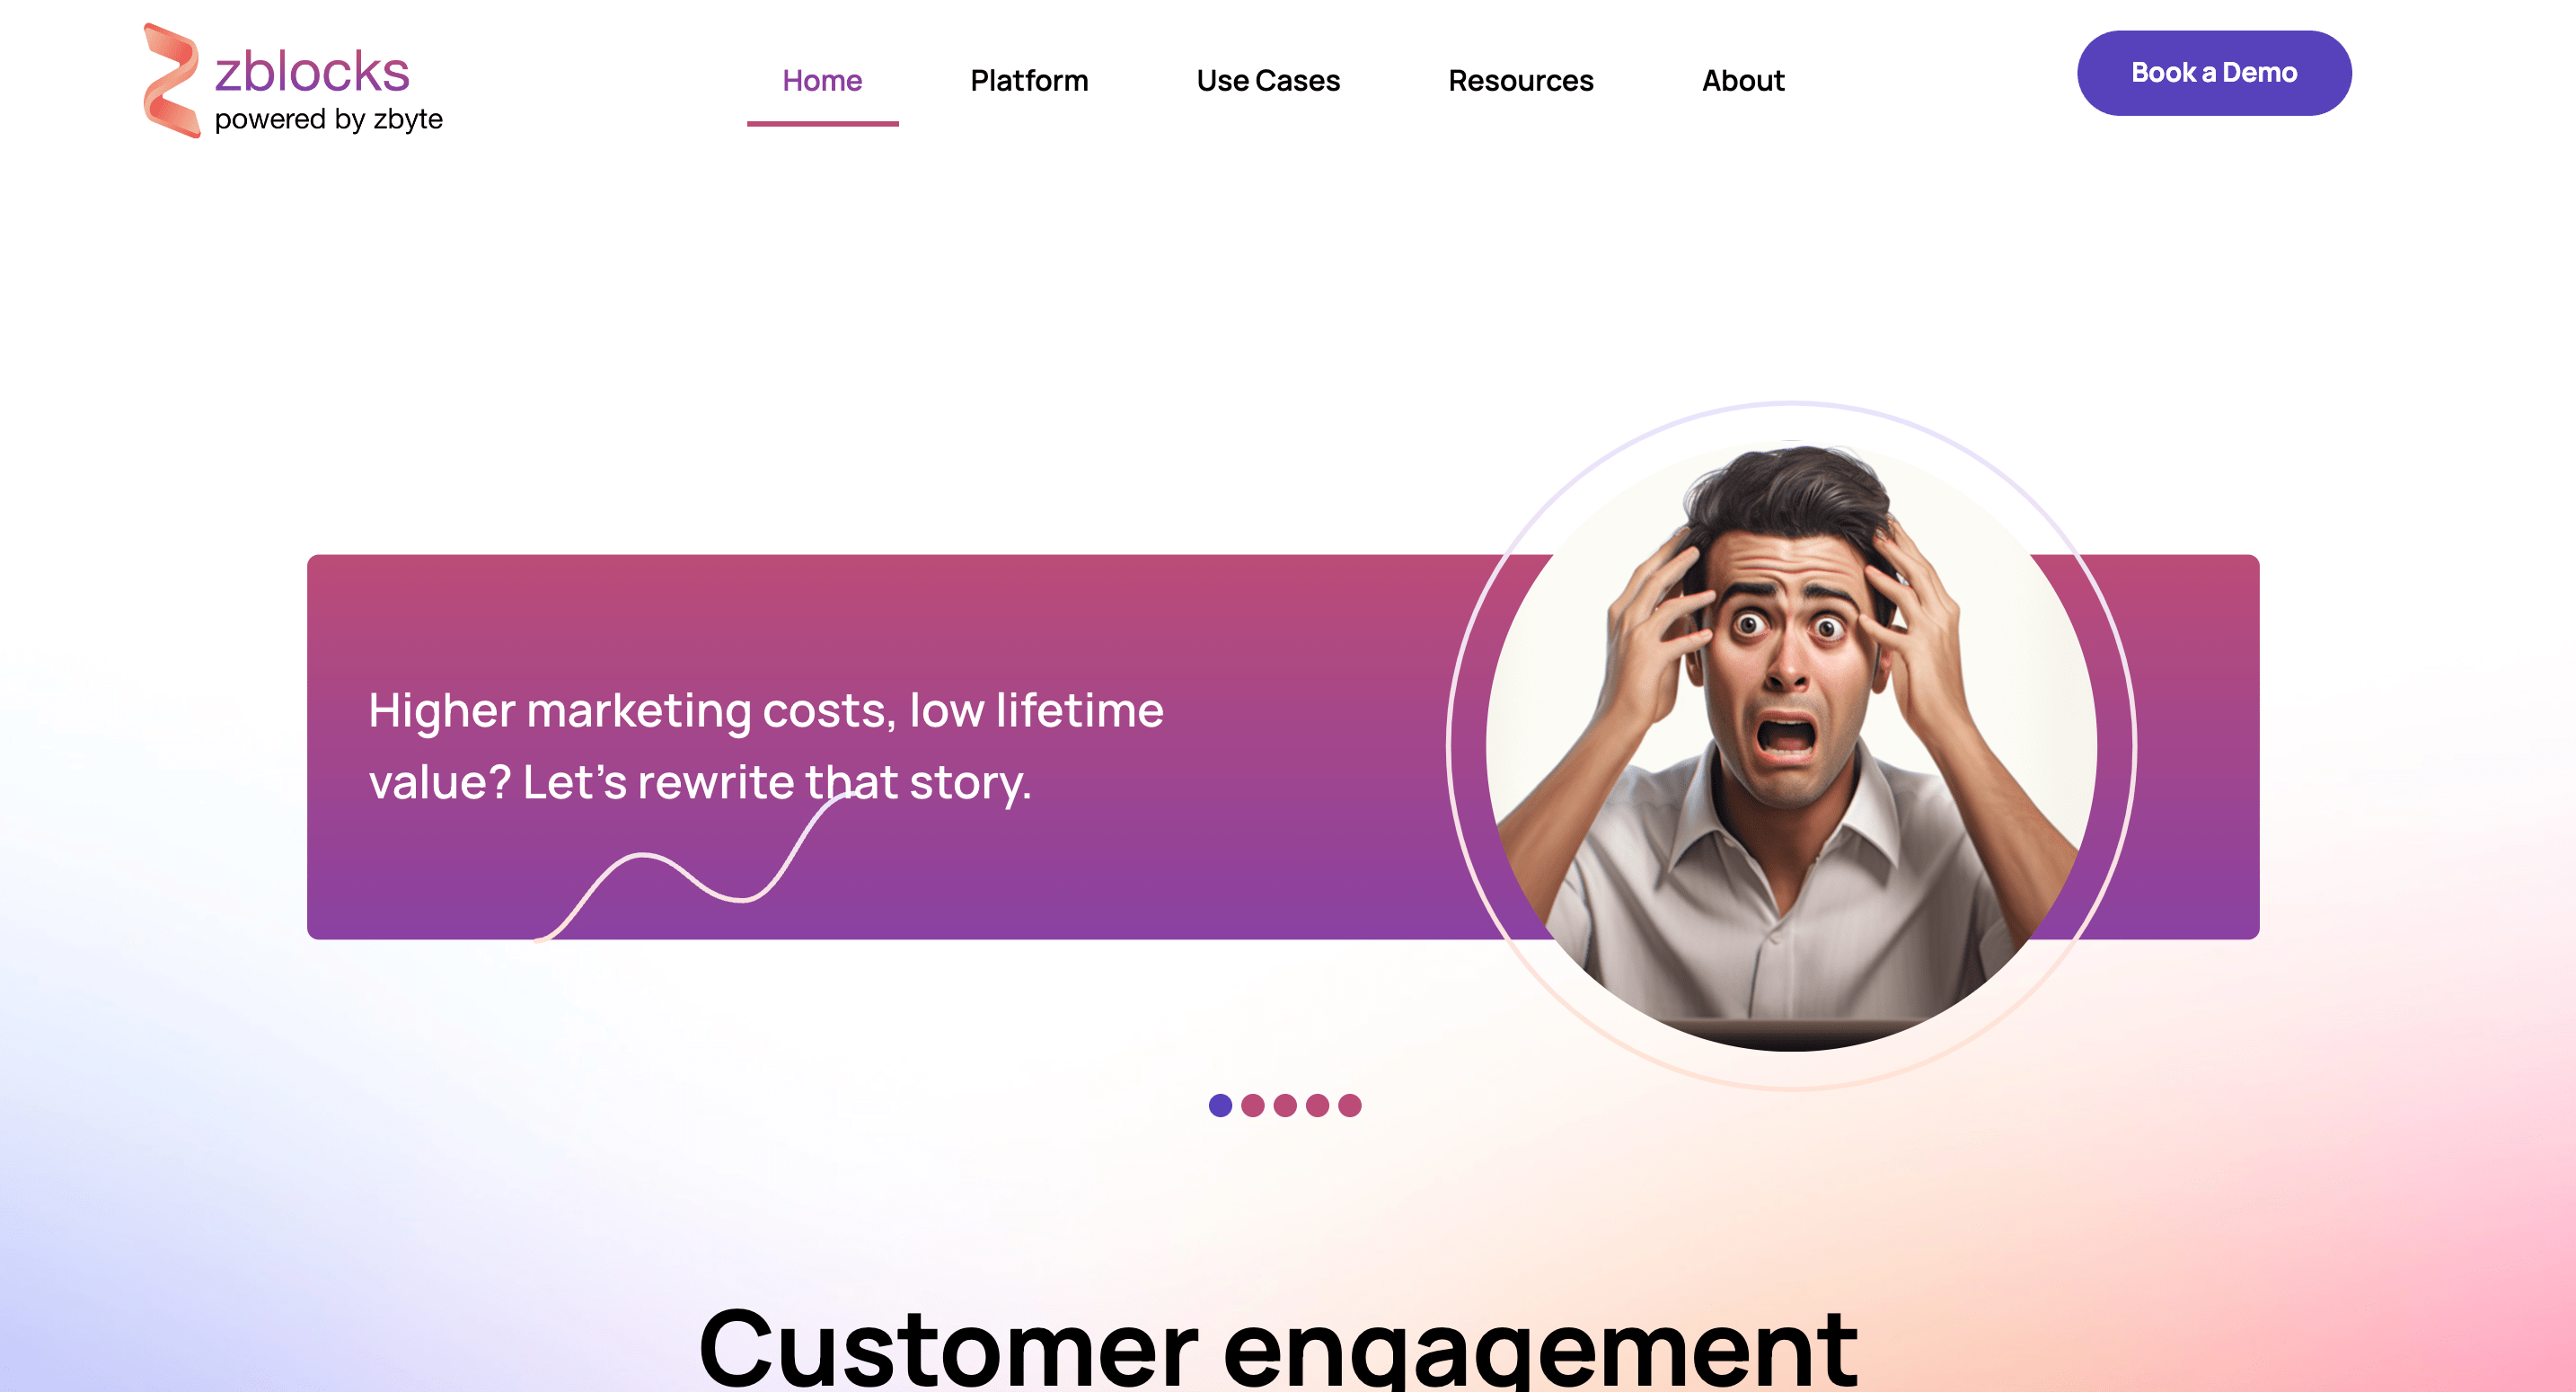 zblocks
powered by zbyte
Home
Platform
Use Cases
Resources
About
Book a Demo
Higher marketing costs, low lifetime
value? Let’s rewrite that story.
Customer engagement